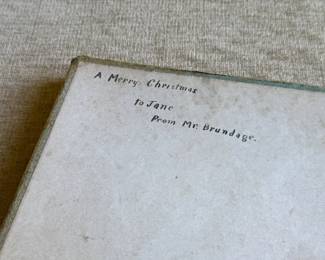 A Merry Christmas
to Jane
From Mr. Brundage.